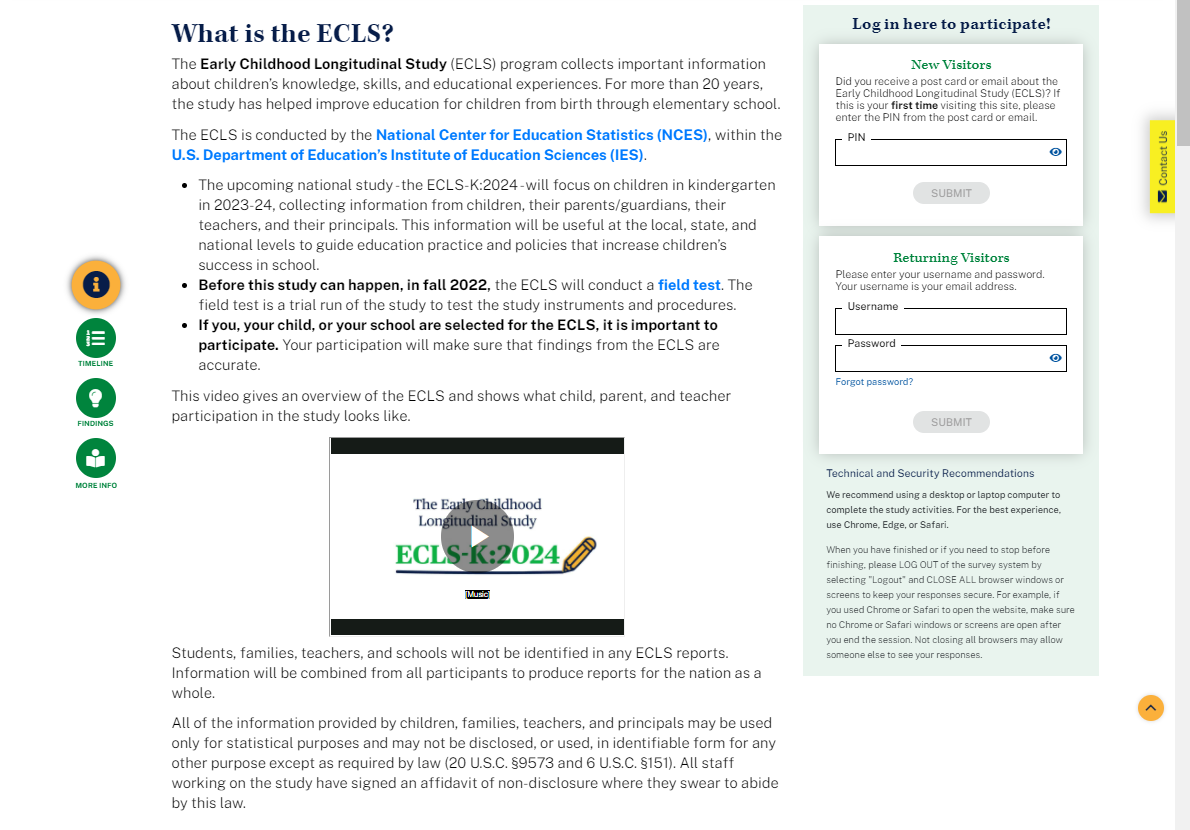 What is the ECLS?
The Early Childhood Longitudinal Study (ECLS) program collects important information
about children's knowledge, skills, and educational experiences. For more than 20 years,
the study has helped improve education for children from birth through elementary school.
The ECLS is conducted by the National Center for Education Statistics (NCES), within the
U.S. Department of Education's Institute of Education Sciences (IES).
• The upcoming national study - the ECLS-K:2024 - will focus on children in kindergarten
in 2023-24, collecting information from children, their parents/guardians, their
teachers, and their principals. This information will be useful at the local, state, and
national levels to guide education practice and policies that increase children's
success in school.
• Before this study can happen, in fall 2022, the ECLS will conduct a field test. The
field test is a trial run of the study to test the study instruments and procedures.
• If you, your child, or your school are selected for the ECLS, it is important to
participate. Your participation will make sure that findings from the ECLS are
accurate.
This video gives an overview of the ECLS and shows what child, parent, and teacher
participation in the study looks like.
The Early Childhood
Longitudinal Study
ECLS-K:2024
[Music]
Students, families, teachers, and schools will not be identified in any ECLS reports.
Information will be combined from all participants to produce reports for the nation as a
whole.
All of the information provided by children, families, teachers, and principals may be used
only for statistical purposes and may not be disclosed, or used, in identifiable form for any
other purpose except as required by law (20 U.S.C. §9573 and 6 U.S.C. §151). All staff
working on the study have signed an affidavit of non-disclosure where they swear to abide
by this law.
TIMELINE
FINDINGS
MORE INFO
Log in here to participate!
New Visitors
Did you receive a post card or email about the
Early Childhood Longitudinal Study (ECLS)? If
this is your first time visiting this site, please
enter the PIN from the post card or email.
PIN
SUBMIT
Returning Visitors
Please enter your username and password.
Your username is your email address.
Username
Password
Forgot password?
SUBMIT
Technical and Security Recommendations
We recommend using a desktop or laptop computer to
complete the study activities. For the best experience,
use Chrome, Edge, or Safari.
When you have finished or if you need to stop before
finishing, please LOG OUT of the survey system by
selecting "Logout" and CLOSE ALL browser windows or
screens to keep your responses secure. For example, if
you used Chrome or Safari to open the website, make sure
no Chrome or Safari windows or screens are open after
you end the session. Not closing all browsers may allow
someone else to see your responses.
Contact Us